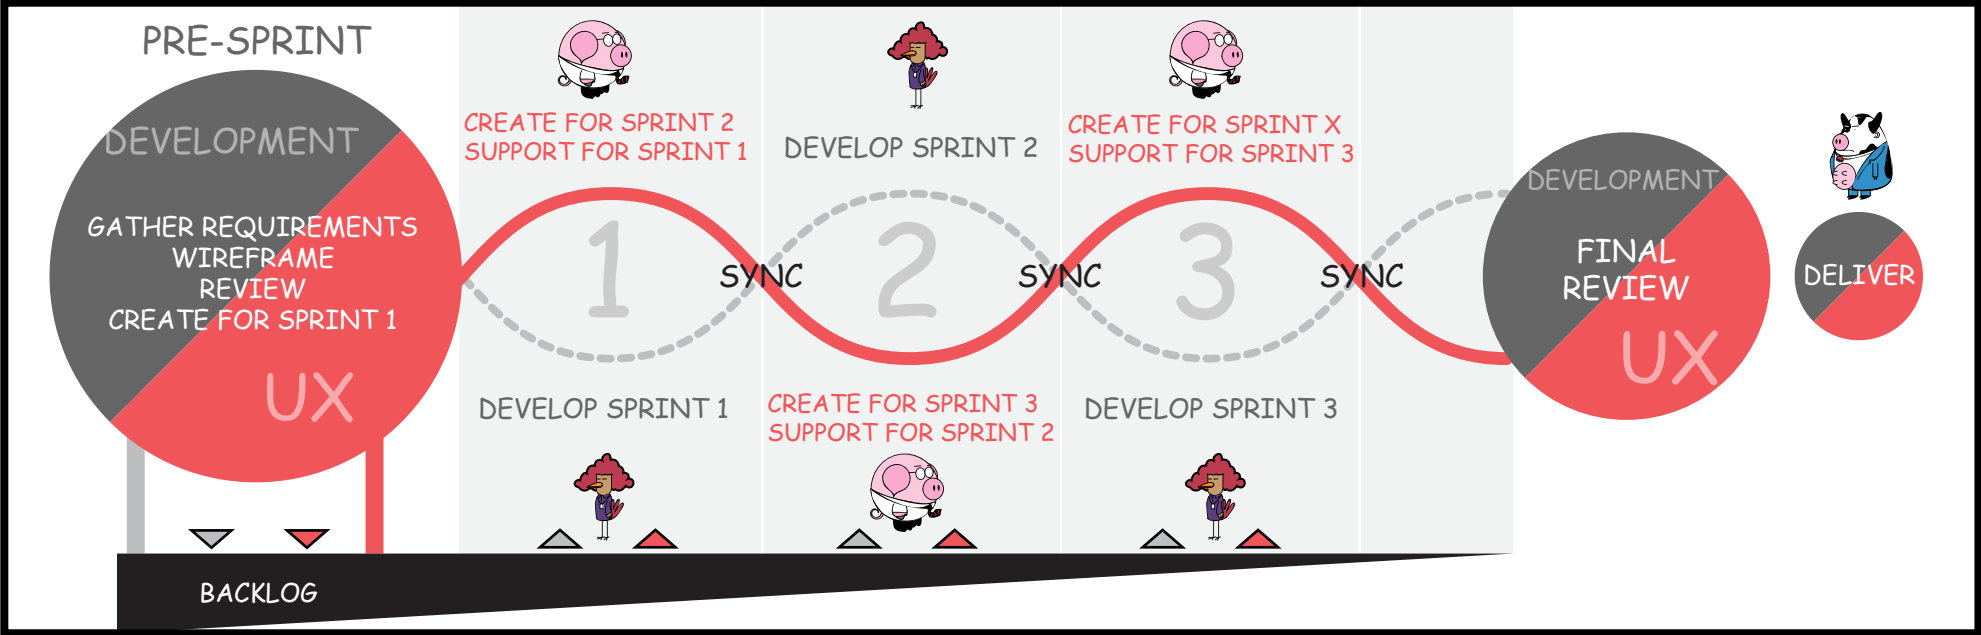 PRE-SPRINT
DEVELOPMENT
GATHER REQUIREMENTS
WIREFRAME
REVIEW
CREATE FOR SPRINT 1
UX
CREATE FOR SPRINT 2
SUPPORT FOR SPRINT 1
1
DEVELOP SPRINT 1
SYNC
DEVELOP SPRINT 2
2
CREATE FOR SPRINT 3
SUPPORT FOR SPRINT 2
SYNC
CREATE FOR SPRINT X
SUPPORT FOR SPRINT 3
3
DEVELOP SPRINT 3
SYNC
DEVELOPMENT
FINAL
REVIEW
UX
DELIVER
BACKLOG